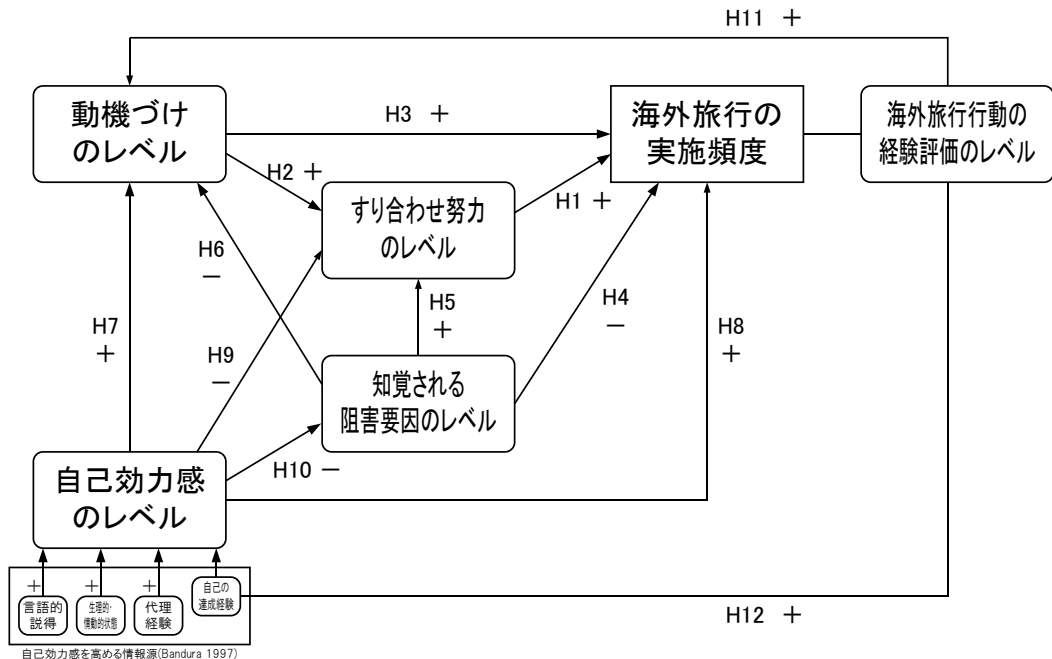 H11 +
動機づけ
のレベル
H3 +
海外旅行の
実施頻度
海外旅行行動の
経験評価のレベル
H2 +
すり合わせ努力
のレベル
H1 +
H6
−
H5
+
H4
−
H7
+
H9
−
H8
+
知覚される
阻害要因のレベル
H10 −
自己効力感
のレベル
+
+
+
言語的
説得
生理的・
情動的状態
代理
経験
自己の
達成経験
H12 +
自己効力感を高める情報源(Bandura 1997)